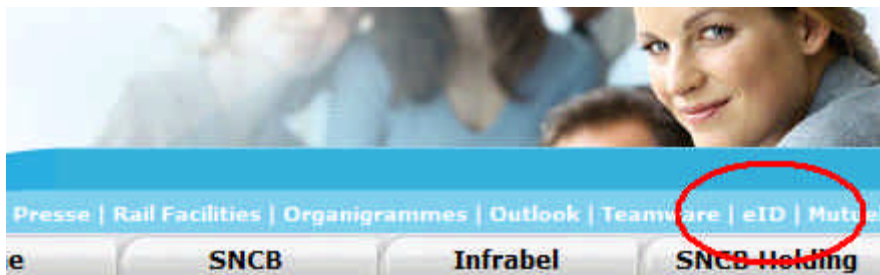 Presse | Rail Facilities | Organigrammes | Outlook | Teamware | eID |
SNCB Infrabel SNCB Holding